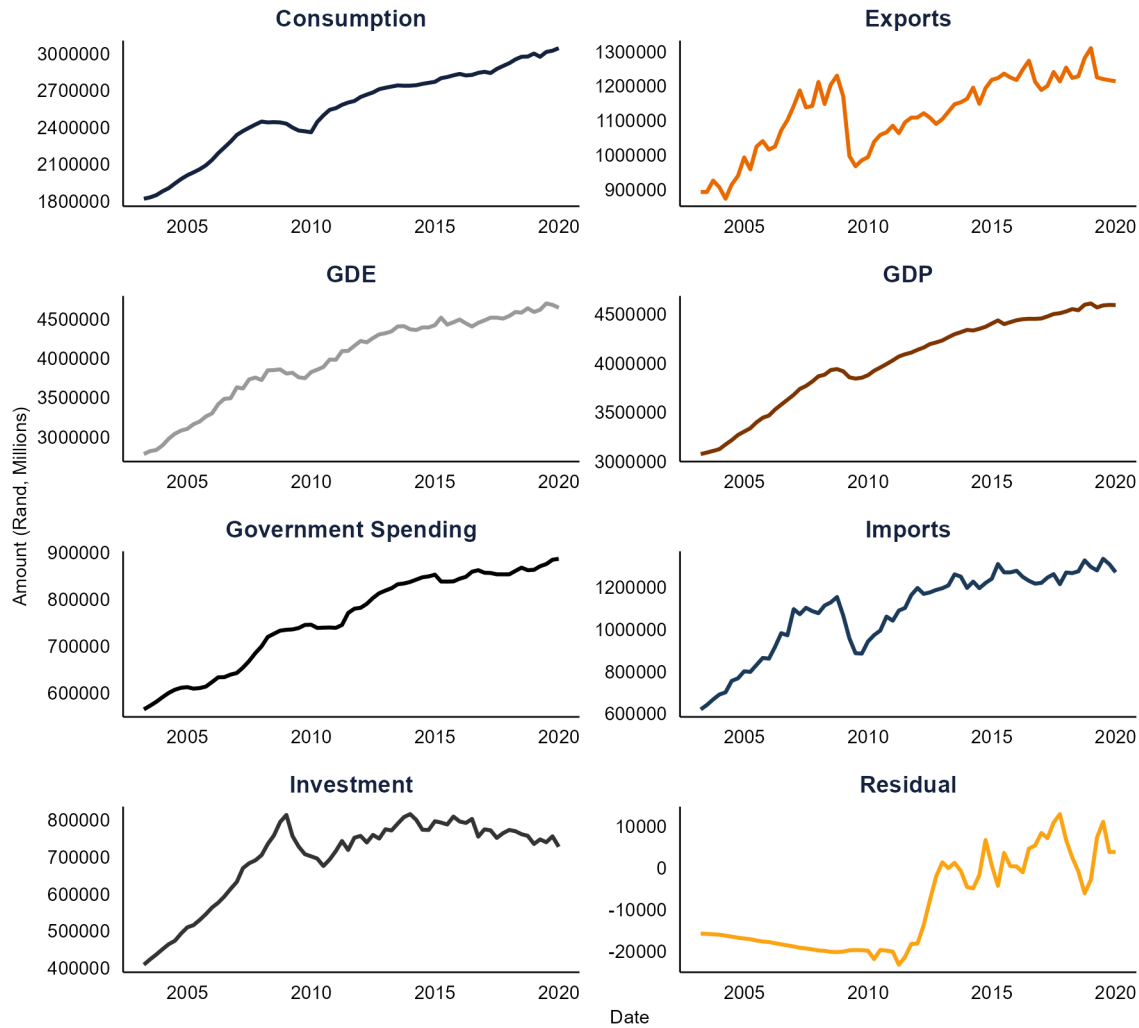 Consumption
3000000
2700000
2400000
2100000
1800000
2005 2010 2015 2020
Exports
1300000
1200000
1100000
1000000
900000
2005 2010 2015 2020
GDE
4500000
4000000
3500000
3000000
2005 2010 2015 2020
GDP
4500000
4000000
3500000
3000000
2005 2010 2015 2020
Amount (Rand, Millions)
Government Spending
900000
800000
700000
600000
2005 2010 2015 2020
Imports
1200000
1000000
800000
600000
2005 2010 2015 2020
Investment
800000
700000
600000
500000
400000
2005 2010 2015 2020
Residual
10000
0
-10000
-20000
2005 2010 2015 2020
Date